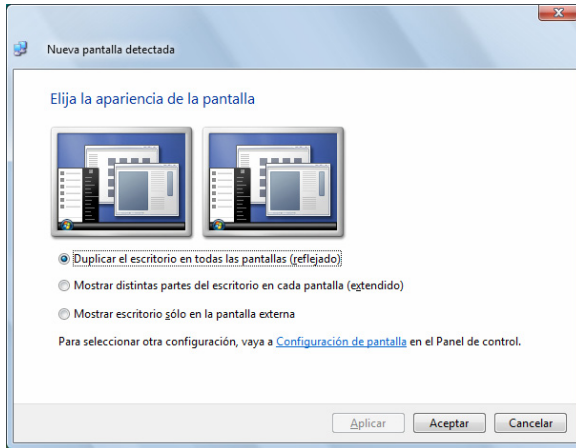 Nueva pantalla detectada
Elija la apariencia de la pantalla
Duplicar el escritorio en todas las pantallas (reflejado)
Mostrar distintas partes del escritorio en cada pantalla (extendido)
Mostrar escritorio sólo en la pantalla externa
Para seleccionar otra configuración, vaya a Configuración de pantalla en el Panel de control.
Aplicar Aceptar Cancelar